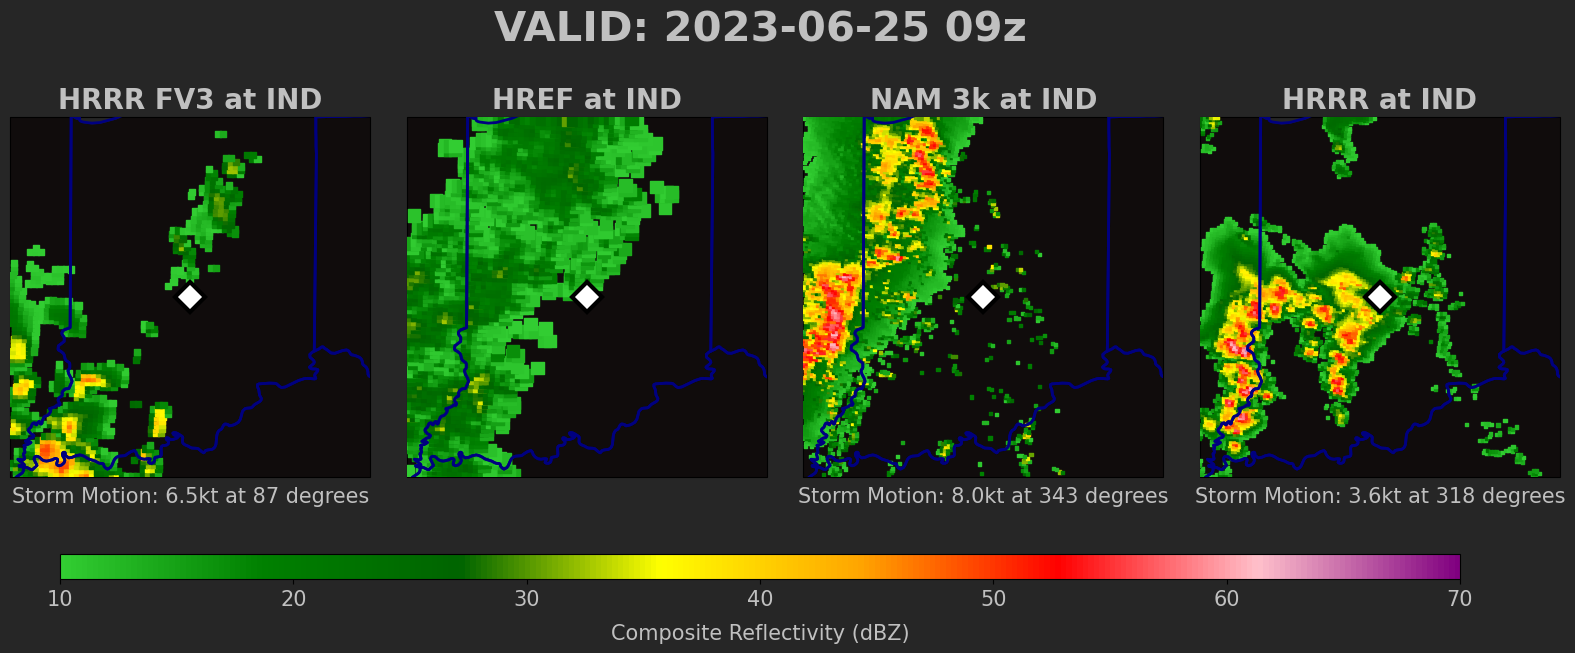 VALID: 2023-06-25 09z
HRRR FV3 at IND
HREF at IND
NAM 3k at IND
HRRR at IND
Storm Motion: 6.5kt at 87 degrees
Storm Motion: 8.0kt at 343 degrees
Storm Motion: 3.6kt at 318 degrees
10 20 30 40 50 60 70
Composite Reflectivity (dBZ)